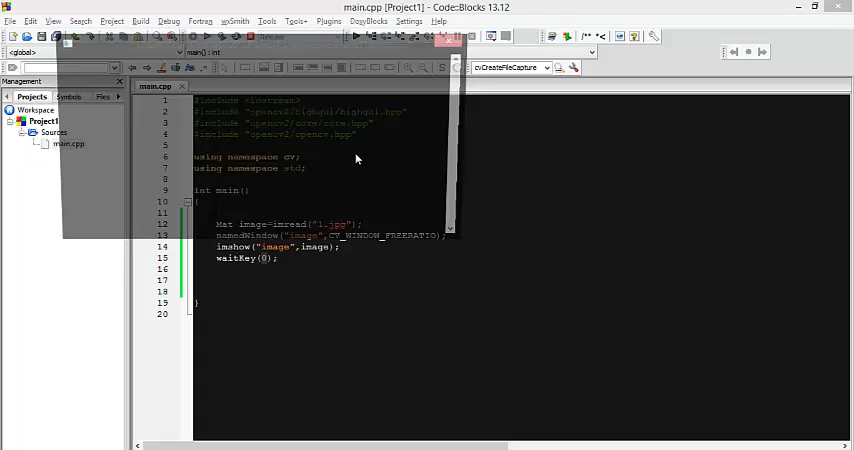 main.cpp [Project1] - Code::Blocks 13.12
File Edit View Search Project Build Debug Fortran wxSmith Tools Tools+ Plugins DoxyBlocks Settings Help
Release
/** *<
<global>
main() : int
cvCreateFileCapture
Management
Projects Symbols Files
Workspace
Project1
Sources
main.cpp
main.cpp
1 #include <iostream>
2 #include "opencv2/highgui/highgui.hpp"
3 #include "opencv2/core/core.hpp"
4 #include "opencv2/opencv.hpp"
5
6 using namespace cv;
7 using namespace std;
8
9 int main()
10 {
11
12 Mat image=imread("1.jpg");
13 namedWindow("image",CV_WINDOW_FREERATIO);
14 imshow("image",image);
15 waitKey(0);
16
17
18
19 }
20